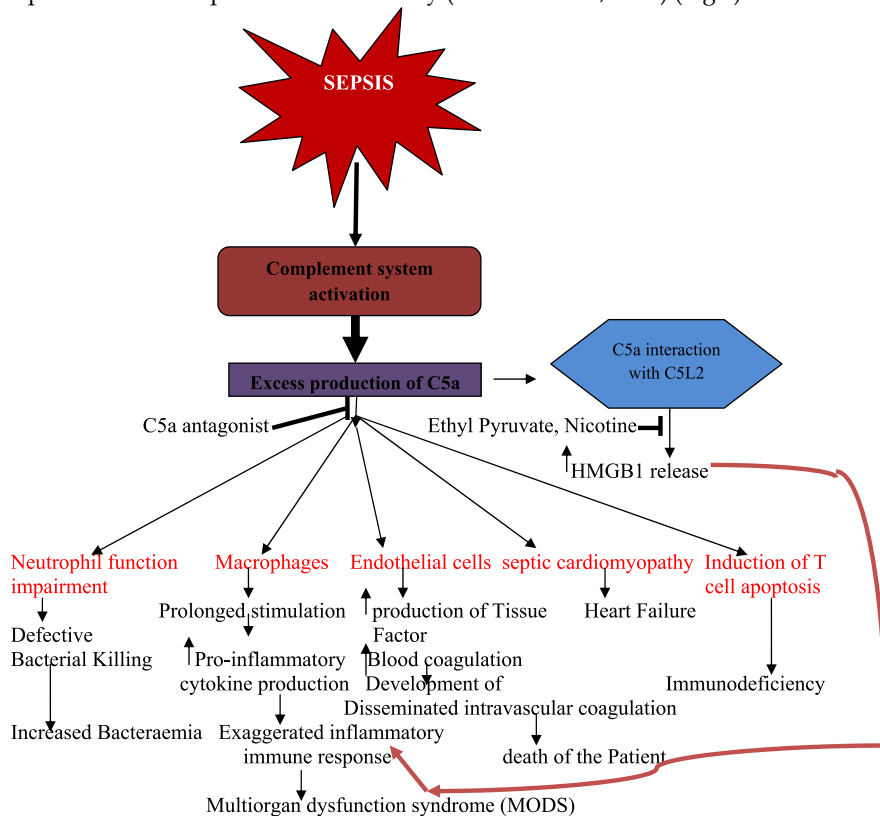 SEPSIS
Complement system
activation
Excess production of C5a
C5a interaction
with C5L2
C5a antagonist
Ethyl Pyruvate, Nicotine
HMGB1 release
Neutrophil function
impairment
Defective
Bacterial Killing
Increased Bacteraemia
Macrophages
Prolonged stimulation
Pro-inflammatory
cytokine production
Exaggerated inflammatory
immune response
Multiorgan dysfunction syndrome (MODS)
Endothelial cells
production of Tissue
Factor
Blood coagulation
Development of
Disseminated intravascular coagulation
death of the Patient
septic cardiomyopathy
Heart Failure
Induction of T
cell apoptosis
Immunodeficiency